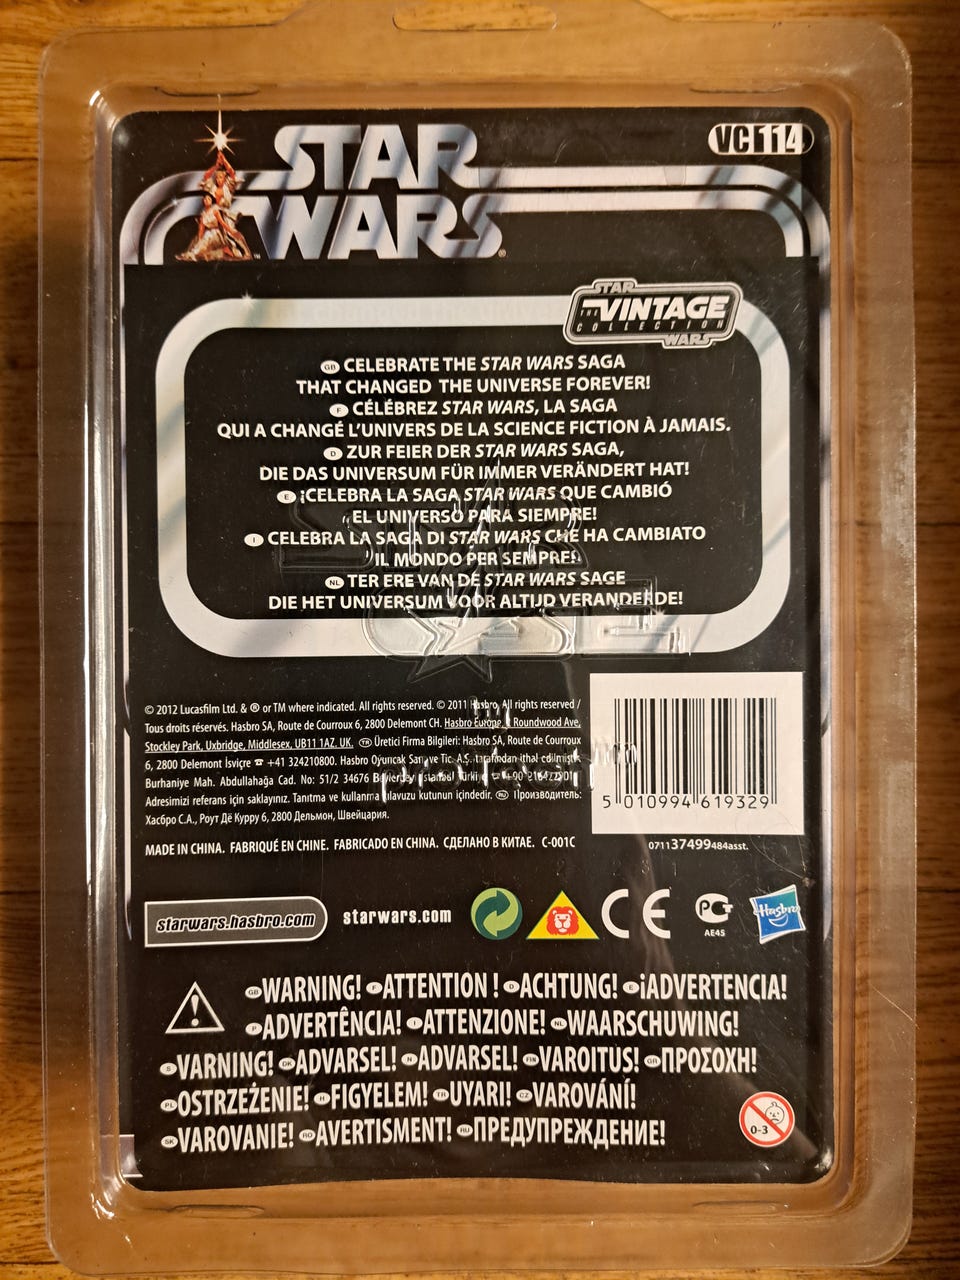 STAR
WARS
®
VC114
STAR
THE VINTAGE
COLLECTION
WARS
GB CELEBRATE THE STAR WARS SAGA
THAT CHANGED THE UNIVERSE FOREVER!
F CÉLÉBREZ STAR WARS, LA SAGA
QUI A CHANGÉ L'UNIVERS DE LA SCIENCE FICTION À JAMAIS.
D ZUR FEIER DER STAR WARS SAGA,
DIE DAS UNIVERSUM FÜR IMMER VERÄNDERT HAT!
E ¡CELEBRA LA SAGA STAR WARS QUE CAMBIÓ
EL UNIVERSO PARA SIEMPRE!
I CELEBRA LA SAGA DI STAR WARS CHE HA CAMBIATO
IL MONDO PER SEMPRE!
NL TER ERE VAN DE STAR WARS SAGE
DIE HET UNIVERSUM VOOR ALTIJD VERANDERDE!
STAR
CASE
by
protech
© 2012 Lucasfilm Ltd. & ® or TM where indicated. All rights reserved. © 2011 Hasbro. All rights reserved /
Tous droits réservés. Hasbro SA, Route de Courroux 6, 2800 Delemont CH. Hasbro Europe, 2 Roundwood Ave,
Stockley Park, Uxbridge, Middlesex, UB11 1AZ. UK. TR Üretici Firma Bilgileri: Hasbro SA, Route de Courroux
6, 2800 Delemont İsviçre ☎ +41 324210800. Hasbro Oyuncak San. ve Tic. A.S. tarafından ithal edilmiştir.
Burhaniye Mah. Abdullahağa Cad. No: 51/2 34676 İstanbul
Adresimizi referans için saklayınız. Tanıtma ve kullanma kılavuzu kutunun içindedir. RU Производитель:
Хасбро С.А., Роут Дё Курру 6, 2800 Дельмон, Швейцария.
MADE IN CHINA. FABRIQUÉ EN CHINE. FABRICADO EN CHINA. СДЕЛАНО В КИТАЕ. C-001C
5 010994 619329
071137499484asst.
starwars.hasbro.com
starwars.com
CE
РСТ
AE45
Hasbro
GB WARNING! F ATTENTION ! D ACHTUNG! E ¡ADVERTENCIA!
P ADVERTÊNCIA! I ATTENZIONE! NL WAARSCHUWING!
S VARNING! DK ADVARSEL! N ADVARSEL! FIN VAROITUS! GR ΠΡΟΣΟΧΗ!
PL OSTRZEŻENIE! H FIGYELEM! TR UYARI! CZ VAROVÁNÍ!
SK VAROVANIE! RO AVERTISMENT! RU ПРЕДУПРЕЖДЕНИЕ!
0-3